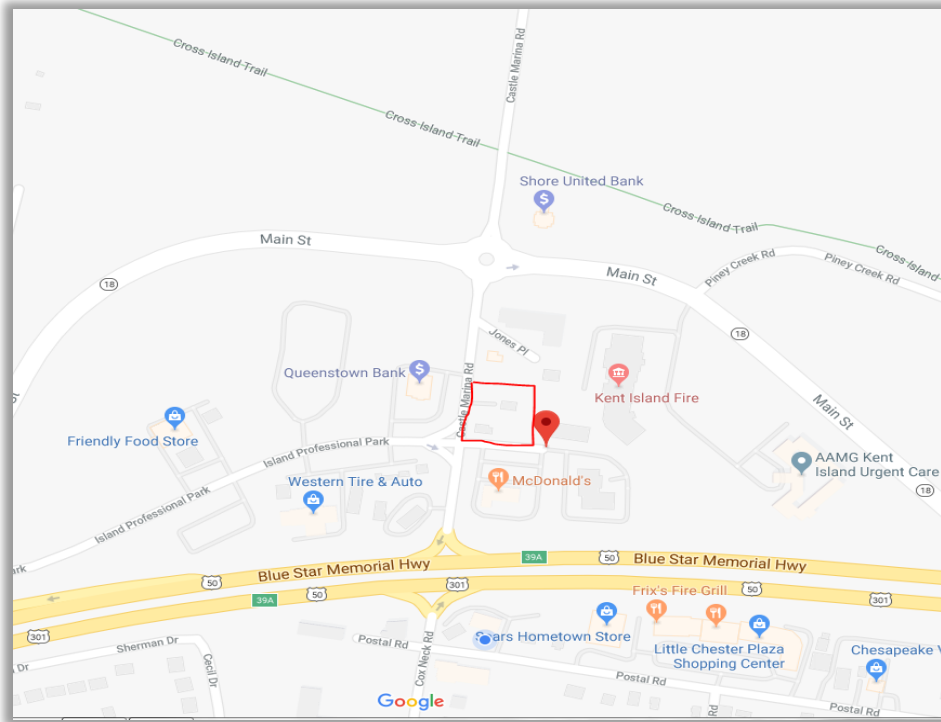 Cross Island Trail
Castle Marina Rd
Cross Island Trail
Shore United Bank
Cross Island Trail
Cross Island
Main St
Piney Creek Rd
Piney Creek Rd
Main St
18
18
Jones Pl
Queenstown Bank
Castle Marina Rd
Kent Island Fire
Main St
Friendly Food Store
Island Professional Park
AAMG Kent
Island Urgent Care
Western Tire & Auto
McDonald's
18
Island Professional Park
39A
50
Blue Star Memorial Hwy
Blue Star Memorial Hwy
50
301
50
Frix's Fire Grill
50
39A
301
301
Sears Hometown Store
Postal Rd
Sherman Dr
Cox Neck Rd
Little Chester Plaza
Shopping Center
Chesapeake V
Dr
Cecil Dr
Postal Rd
Google
Rd
Postal Rd